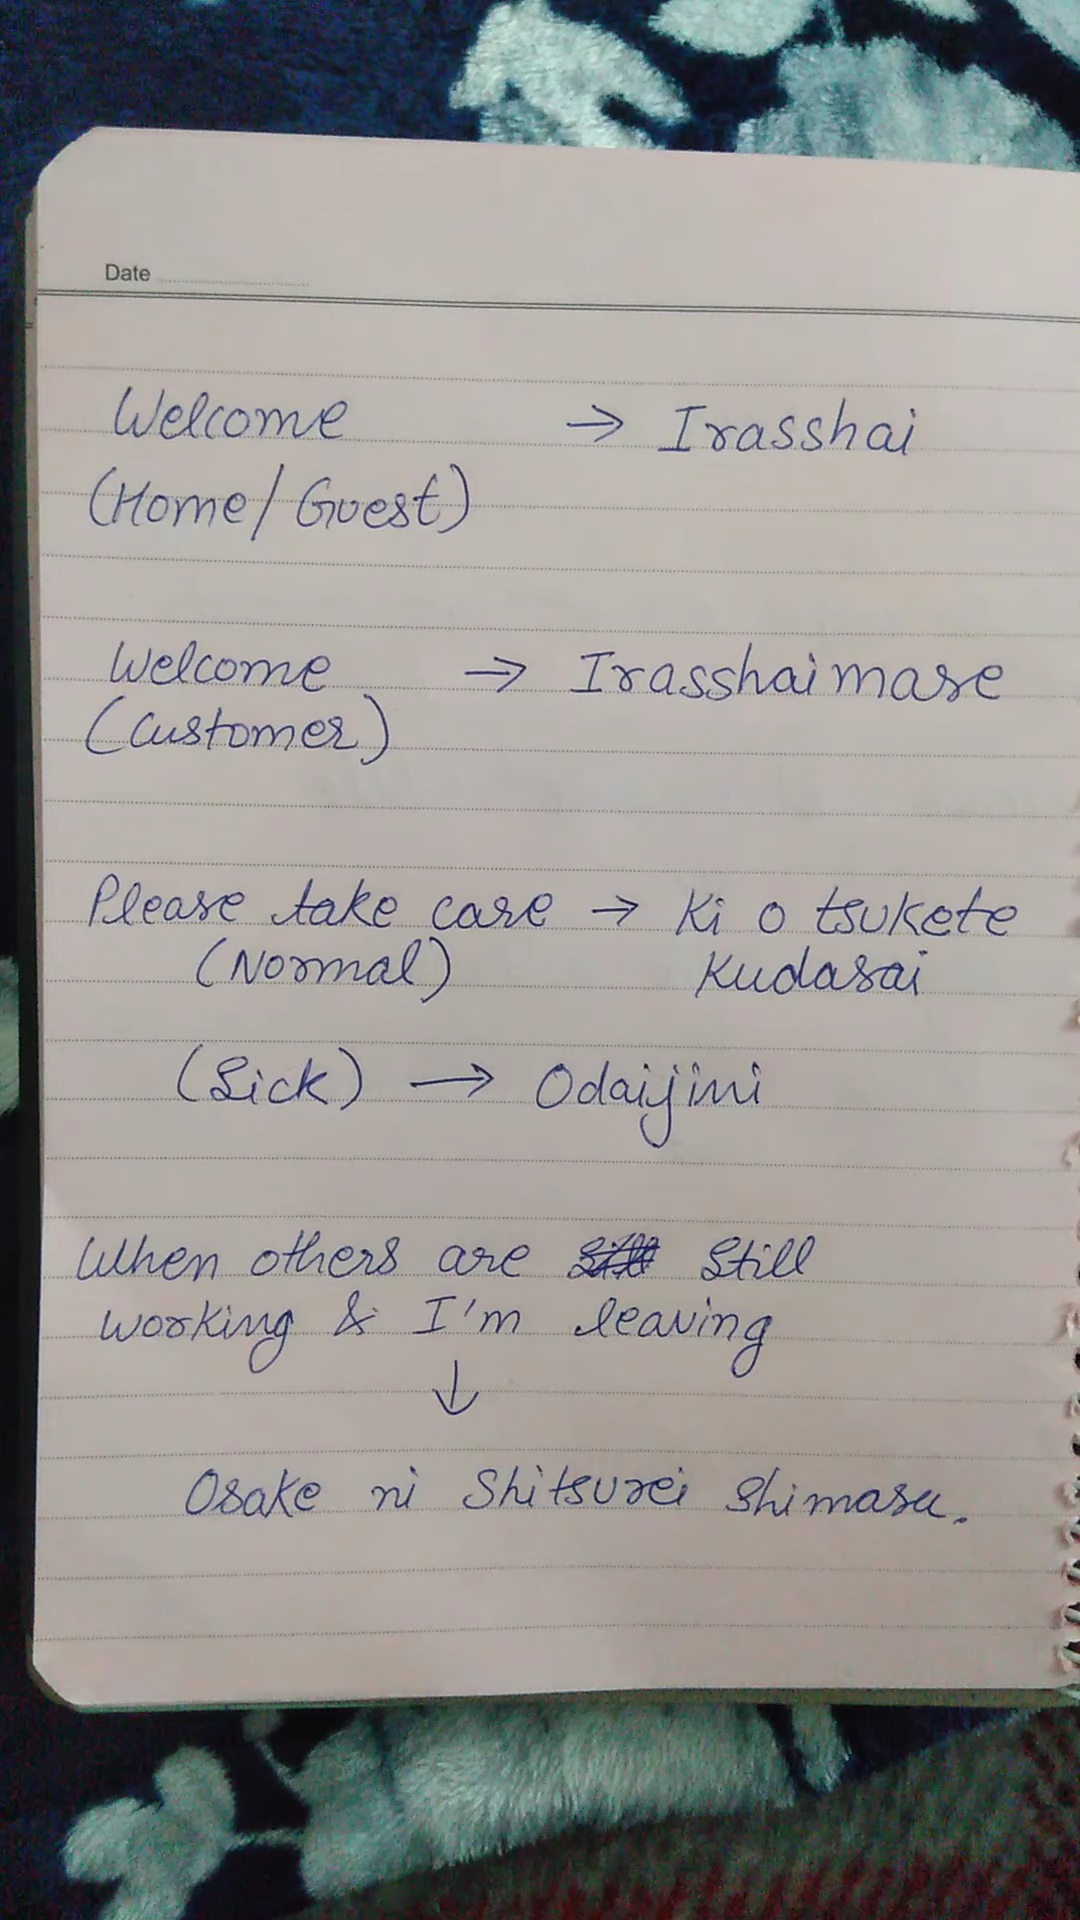 Date
Welcome → Irasshai
(Home/Guest)
Welcome → Irasshaimase
(Customer)
Please take care → Ki o tsukete
(Normal) Kudasai
(Sick) → Odaijini
When others are Still
working & I'm leaving
↓
Osake ni Shitsurei shimasu.